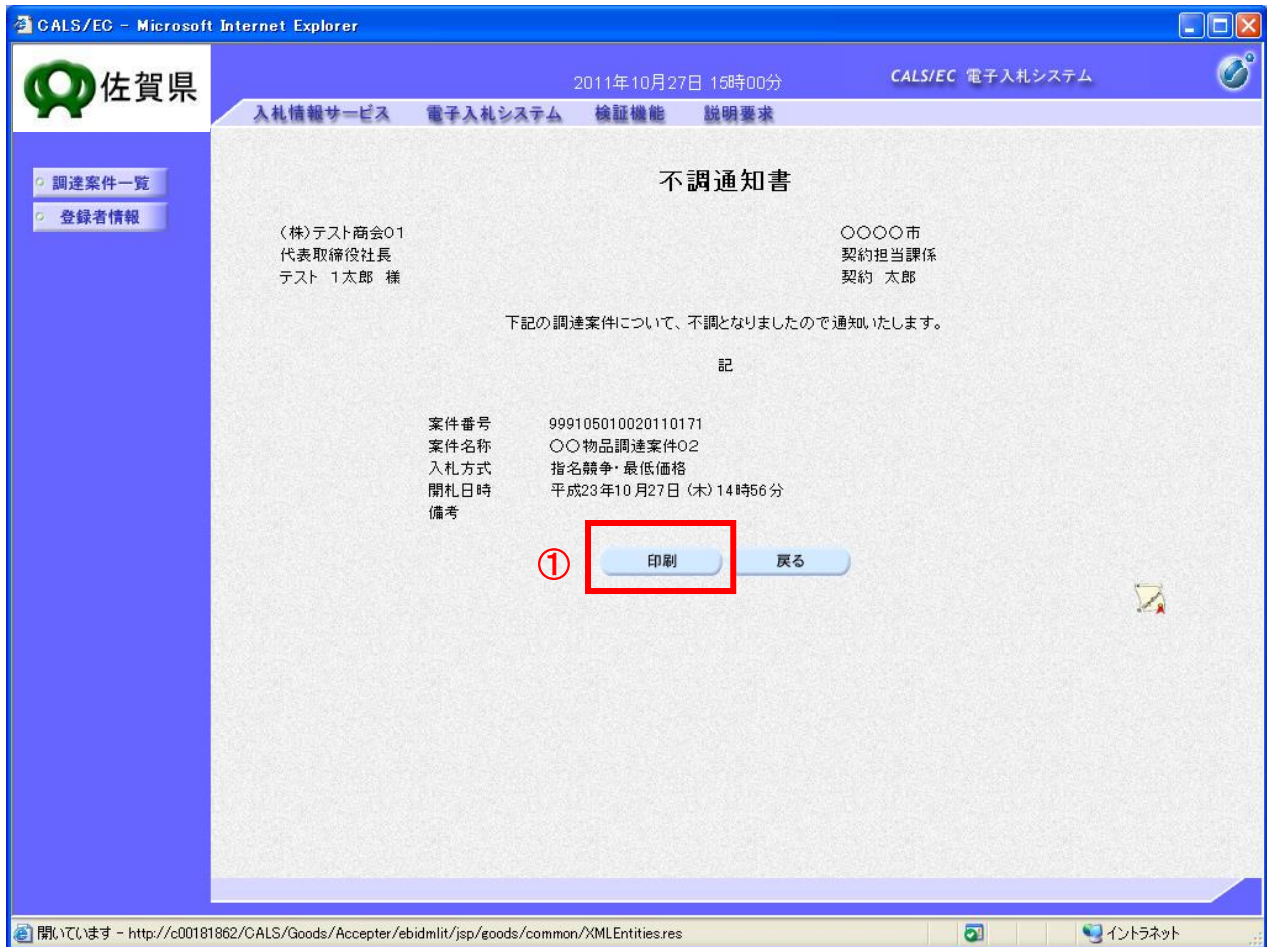 CALS/EC - Microsoft Internet Explorer
佐賀県
2011年10月27日 15時00分
CALS/EC 電子入札システム
入札情報サービス 電子入札システム 検証機能 説明要求
調達案件一覧
登録者情報
不調通知書
(株)テスト商会01 〇〇〇〇市
代表取締役社長 契約担当課係
テスト 1太郎 様 契約 太郎
下記の調達案件について、不調となりましたので通知いたします。
記
案件番号 999105010020110171
案件名称 〇〇物品調達案件02
入札方式 指名競争・最低価格
開札日時 平成23年10月27日(木)14時56分
備考
① 印刷 戻る
開いています - http://c00181862/CALS/Goods/Accepter/ebidmlit/jsp/goods/common/XMLEntities.res イントラネット